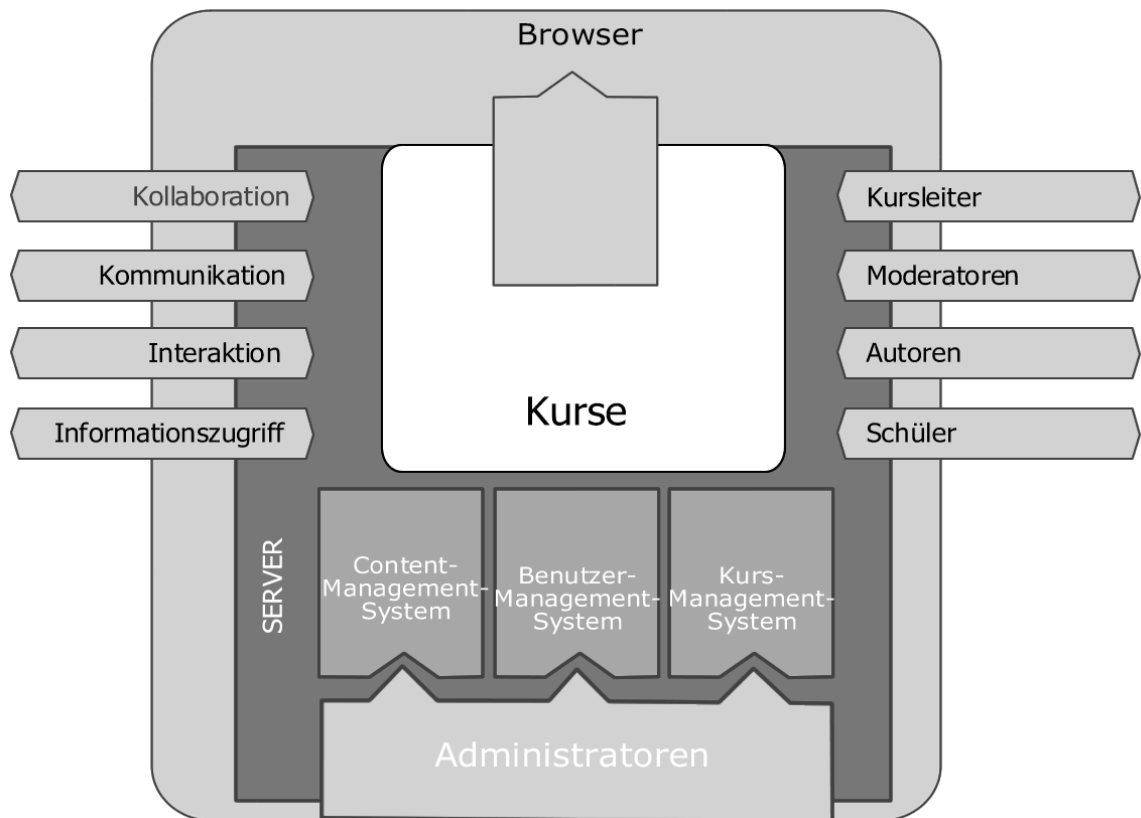 Browser
Kollaboration
Kommunikation
Interaktion
Informationszugriff
Kursleiter
Moderatoren
Autoren
Schüler
Kurse
SERVER
Content-
Management-
System
Benutzer-
Management-
System
Kurs-
Management-
System
Administratoren